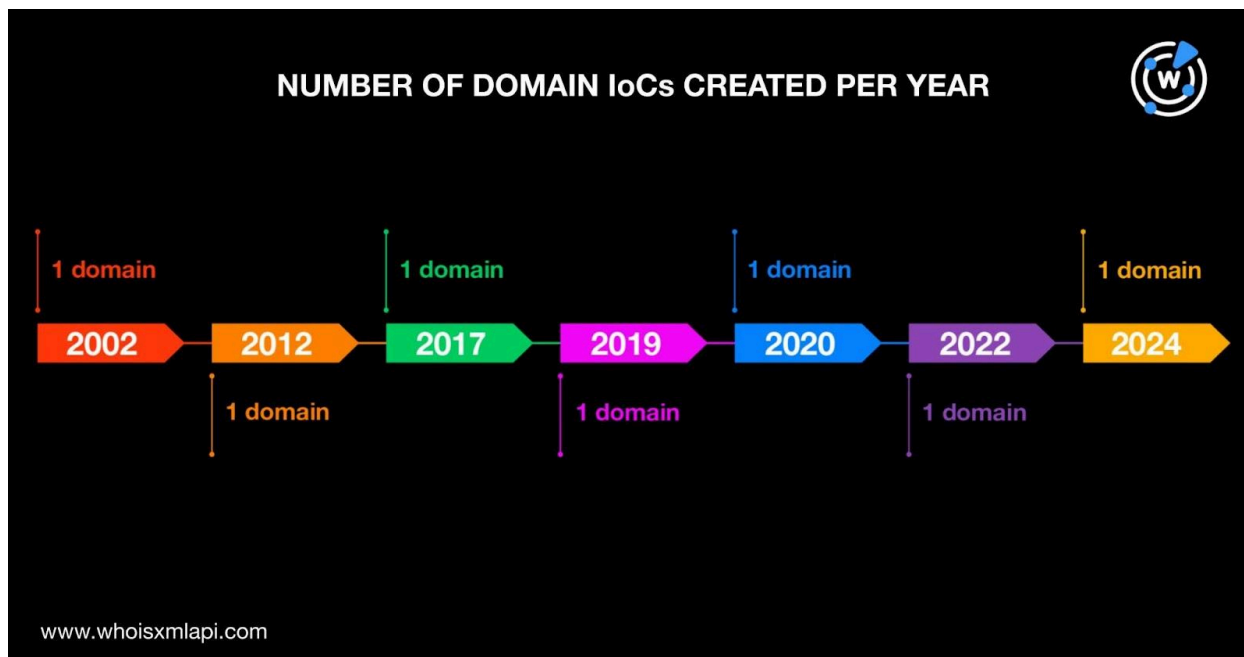 NUMBER OF DOMAIN IoCs CREATED PER YEAR
W
1 domain
1 domain
1 domain
1 domain
2002
2012
2017
2019
2020
2022
2024
1 domain
1 domain
1 domain
www.whoisxmlapi.com